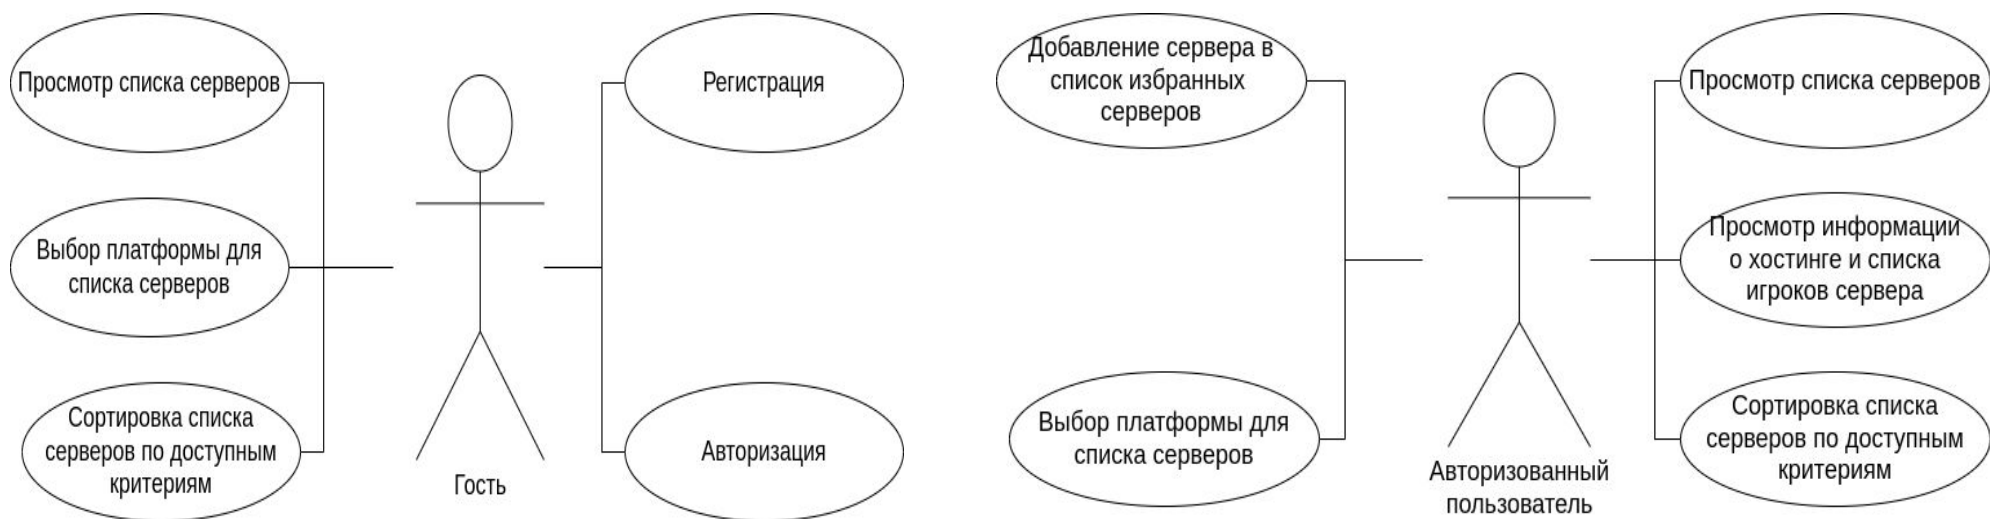 Просмотр списка серверов
Выбор платформы для
списка серверов
Сортировка списка
серверов по доступным
критериям
Гость
Регистрация
Авторизация
Добавление сервера в
список избранных
серверов
Выбор платформы для
списка серверов
Авторизованный
пользователь
Просмотр списка серверов
Просмотр информации
о хостинге и списка
игроков сервера
Сортировка списка
серверов по доступным
критериям